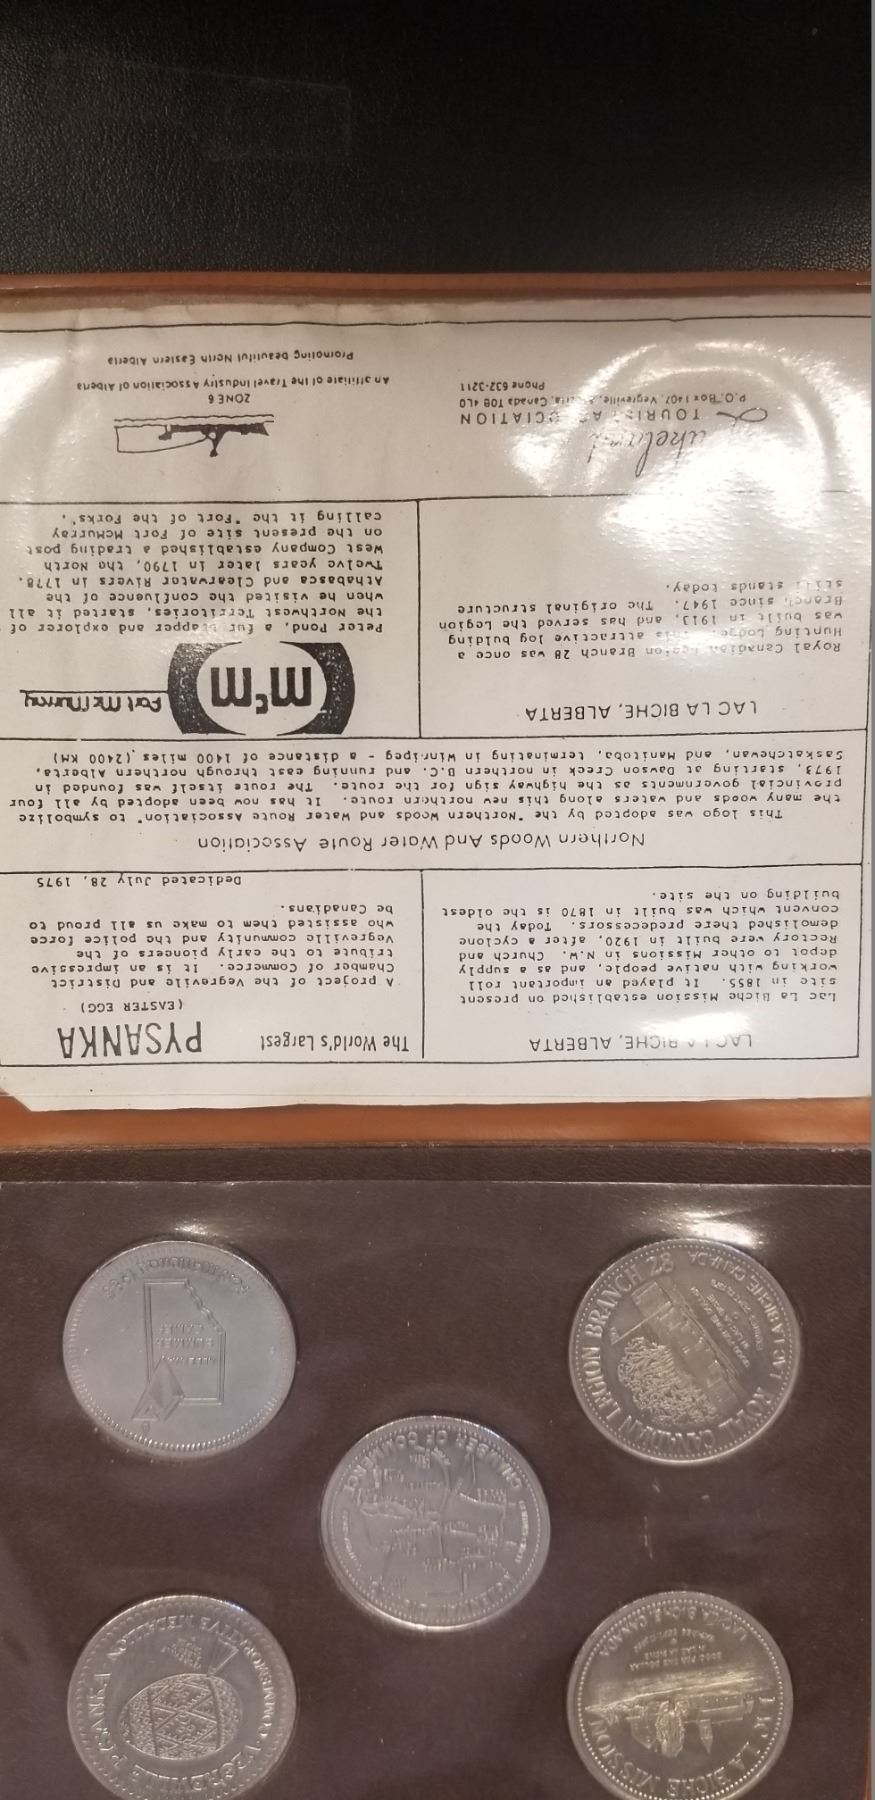 LAC LA BICHE, ALBERTA
Lac La Biche Mission established on present
site in 1855. It played an important roll
working with native people, and as a supply
depot to other Missions in N.W. Church and
Rectory were built in 1920, after a cyclone
demolished there predecessors. Today the
convent which was built in 1870 is the oldest
building on the site.
The World's Largest PYSANKA
(EASTER EGG)
A project of the Vegreville and District
Chamber of Commerce. It is an impressive
tribute to the early pioneers of the
Vegreville community and the police force
who assisted them to make us all proud to
be Canadians.
Dedicated July 28, 1975
Northern Woods And Water Route Association
This logo was adopted by the "Northern Woods and Water Route Association" to symbolize
the many woods and waters along this new northern route. It has now been adopted by all four
provincial governments as the highway sign for the route. The route itself was founded in
1973, starting at Dawson Creek in northern B.C. and running east through northern Alberta,
Saskatchewan, and Manitoba, terminating in Winnipeg - a distance of 1400 miles (2400 KM)
LAC LA BICHE, ALBERTA
Royal Canadian Legion Branch 28 was once a
Hunting Lodge. This attractive log building
was built in 1913, and has served the Legion
Branch since 1947. The original structure
still stands today.
mcm Fort McMurray
Peter Pond, a fur trapper and explorer of
the Northwest Territories, started it all
when he visited the confluence of the
Athabasca and Clearwater Rivers in 1778.
Twelve years later in 1790, the North
West Company established a trading post
on the present site of Fort McMurray
calling it the "Fort of the Forks".
Lakeland
TOURIST ASSOCIATION
P.O. Box 1407, Vegreville, Alberta, Canada T0B 4L0
Phone 632-3211
ZONE 6
An affiliate of the Travel Industry Association of Alberta
Promoting beautiful North Eastern Alberta
LAC LA BICHE MISSION
LAC LA BICHE, CANADA
VEGREVILLE PYSANKA
COMMEMORATIVE MEDALLION
CHAMBER OF COMMERCE
ROYAL CANADIAN LEGION BRANCH 28
LAC LA BICHE, CANADA
ALBERTA
SUMMER
GAMES